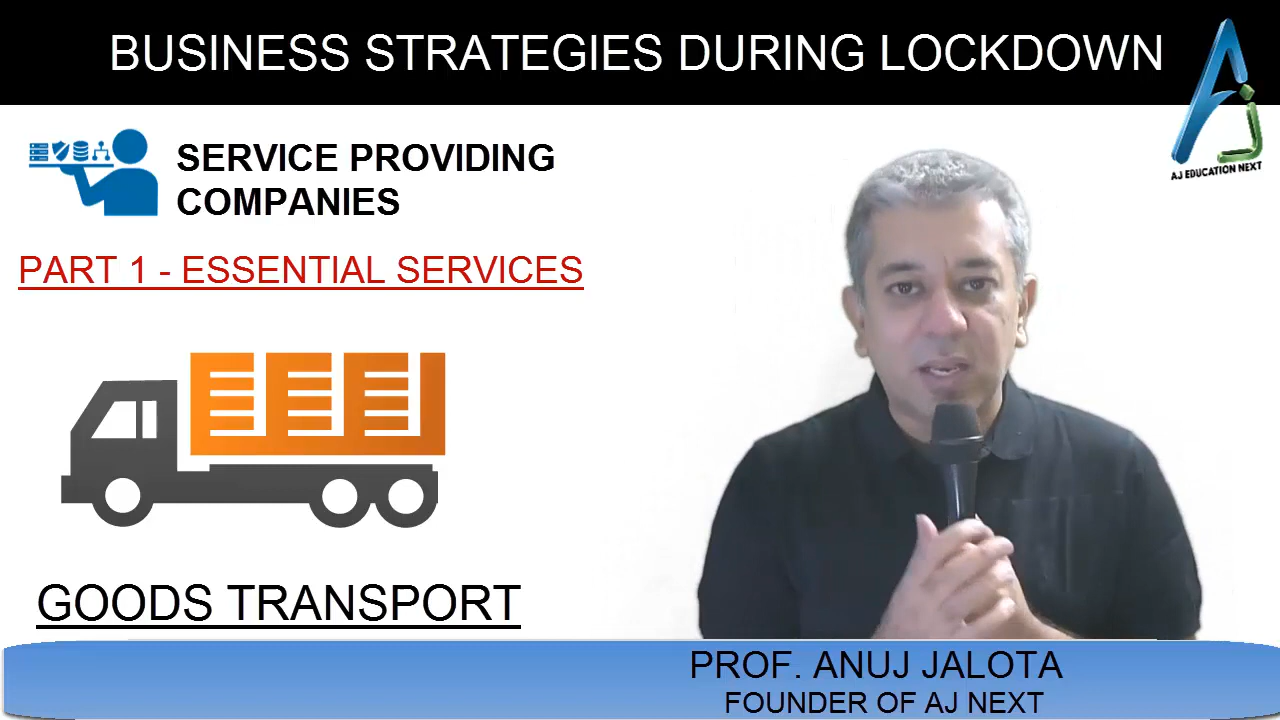 BUSINESS STRATEGIES DURING LOCKDOWN
AJ EDUCATION NEXT
SERVICE PROVIDING
COMPANIES
PART 1 - ESSENTIAL SERVICES
GOODS TRANSPORT
PROF. ANUJ JALOTA
FOUNDER OF AJ NEXT